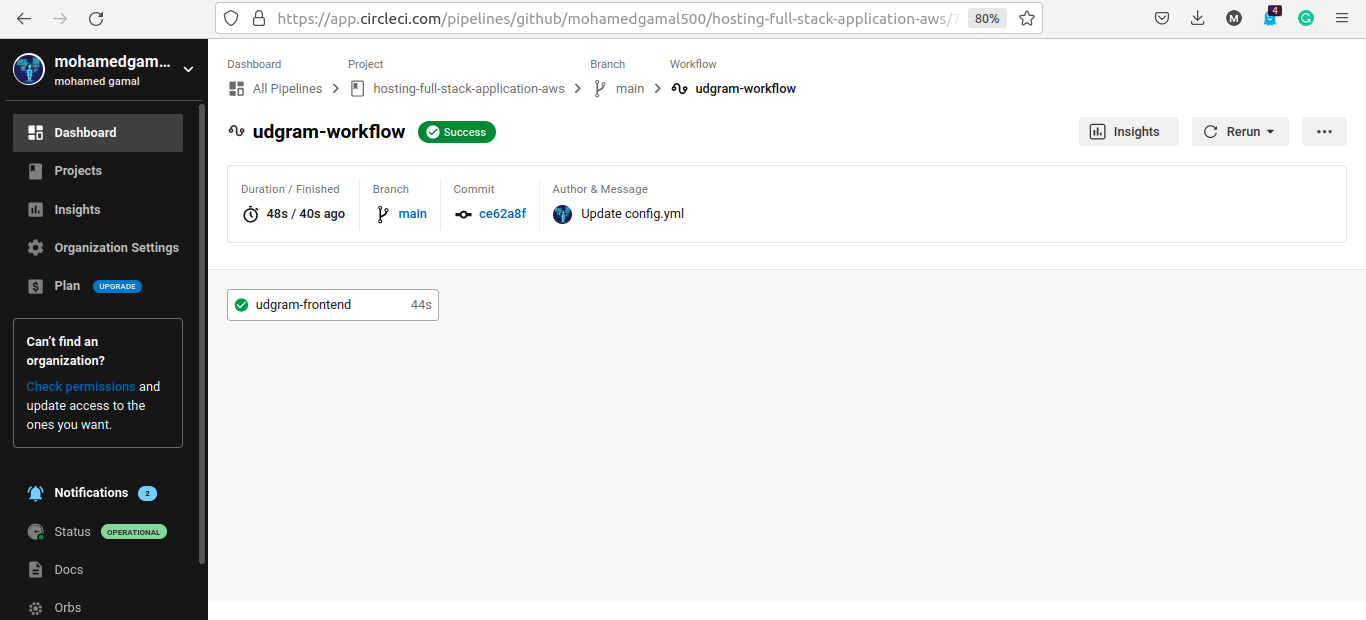 https://app.circleci.com/pipelines/github/mohamedgamal500/hosting-full-stack-application-aws/7
80%
M
4
G
mohamedgam...
mohamed gamal
Dashboard
Projects
Insights
Organization Settings
Plan UPGRADE
Can't find an
organization?
Check permissions and
update access to the
ones you want.
Notifications 2
Status OPERATIONAL
Docs
Orbs
Dashboard Project Branch Workflow
All Pipelines hosting-full-stack-application-aws main udgram-workflow
udgram-workflow Success Insights Rerun
Duration / Finished Branch Commit Author & Message
48s / 40s ago main ce62a8f Update config.yml
udgram-frontend 44s